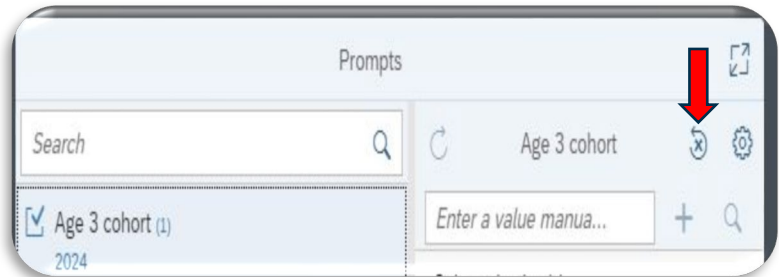 Prompts
Search
Age 3 cohort
Age 3 cohort (1)
Enter a value manua...
2024